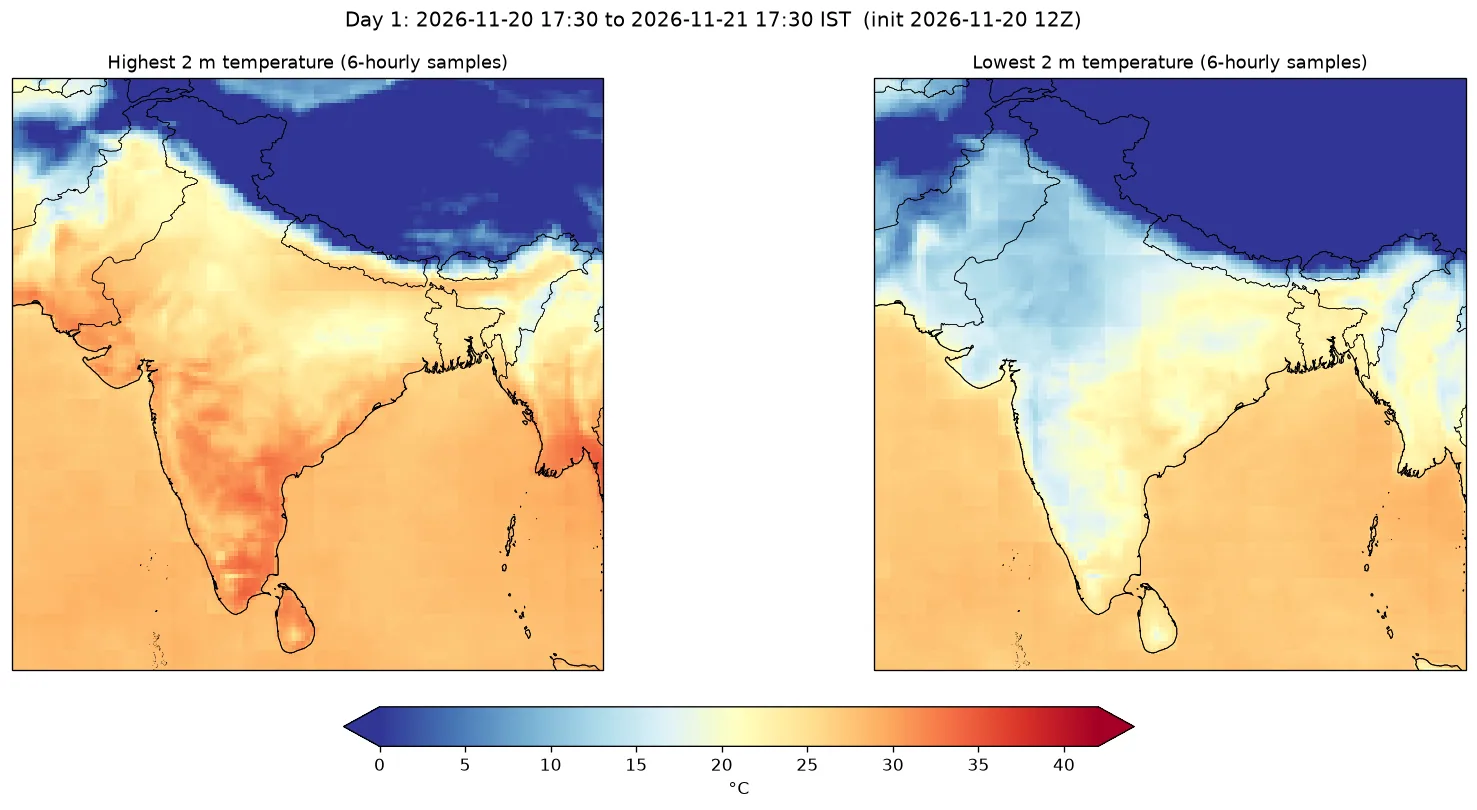 Day 1: 2026-11-20 17:30 to 2026-11-21 17:30 IST  (init 2026-11-20 12Z)
Highest 2 m temperature (6-hourly samples)
Lowest 2 m temperature (6-hourly samples)
0 5 10 15 20 25 30 35 40
°C